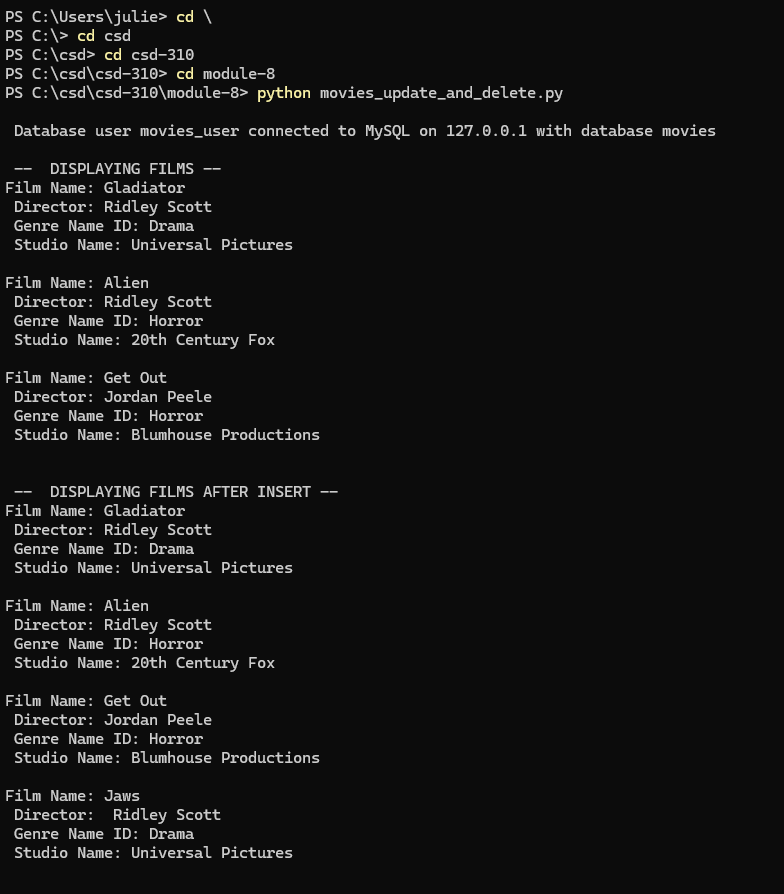 PS C:\Users\julie> cd \
PS C:\> cd csd
PS C:\csd> cd csd-310
PS C:\csd\csd-310> cd module-8
PS C:\csd\csd-310\module-8> python movies_update_and_delete.py
Database user movies_user connected to MySQL on 127.0.0.1 with database movies
--  DISPLAYING FILMS --
Film Name: Gladiator
Director: Ridley Scott
Genre Name ID: Drama
Studio Name: Universal Pictures
Film Name: Alien
Director: Ridley Scott
Genre Name ID: Horror
Studio Name: 20th Century Fox
Film Name: Get Out
Director: Jordan Peele
Genre Name ID: Horror
Studio Name: Blumhouse Productions
--  DISPLAYING FILMS AFTER INSERT --
Film Name: Gladiator
Director: Ridley Scott
Genre Name ID: Drama
Studio Name: Universal Pictures
Film Name: Alien
Director: Ridley Scott
Genre Name ID: Horror
Studio Name: 20th Century Fox
Film Name: Get Out
Director: Jordan Peele
Genre Name ID: Horror
Studio Name: Blumhouse Productions
Film Name: Jaws
Director:  Ridley Scott
Genre Name ID: Drama
Studio Name: Universal Pictures